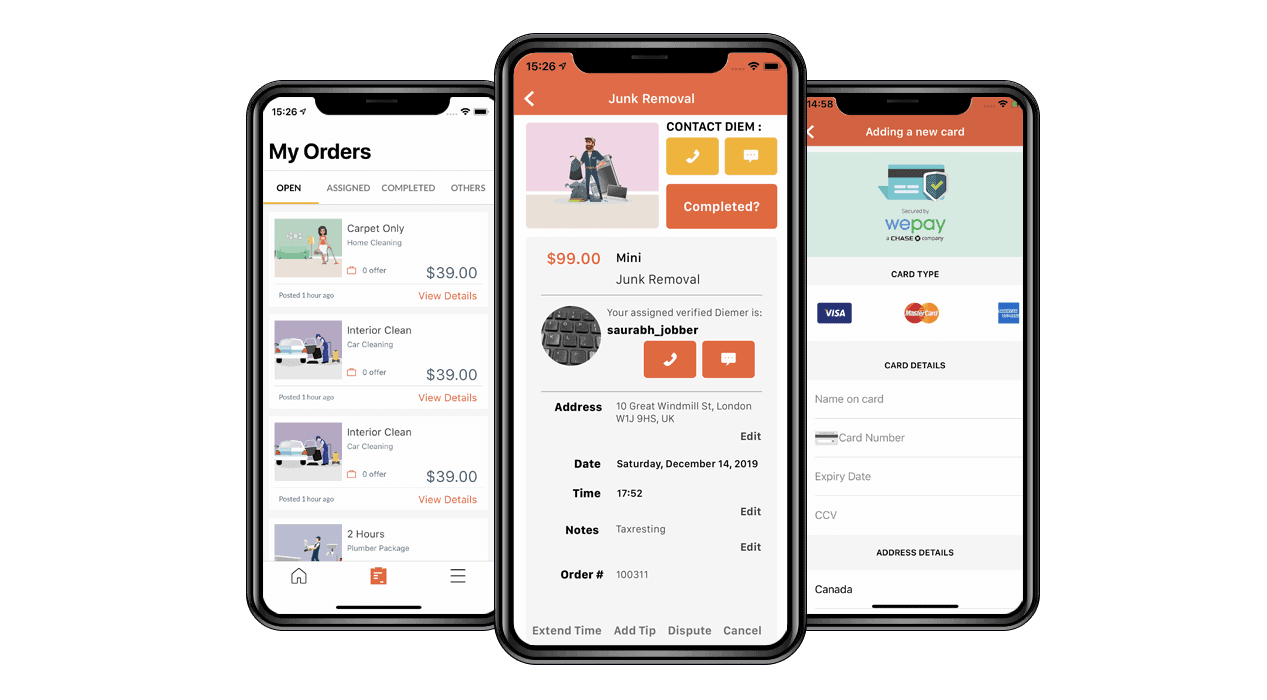 15:26
My Orders
OPEN ASSIGNED COMPLETED OTHERS
Carpet Only
Home Cleaning
0 offer $39.00
Posted 1 hour ago View Details
Interior Clean
Car Cleaning
0 offer $39.00
Posted 1 hour ago View Details
Interior Clean
Car Cleaning
0 offer $39.00
Posted 1 hour ago View Details
2 Hours
Plumber Package
15:26
Junk Removal
CONTACT DIEM :
Completed?
$99.00 Mini
Junk Removal
Your assigned verified Diemer is:
saurabh_jobber
Address 10 Great Windmill St, London
W1J 9HS, UK
Edit
Date Saturday, December 14, 2019
Time 17:52
Edit
Notes Taxresting
Edit
Order # 100311
Extend Time Add Tip Dispute Cancel
14:58
Adding a new card
Secured by
wepay
a CHASE company
CARD TYPE
VISA MasterCard AMERICAN EXPRESS
CARD DETAILS
Name on card
Card Number
Expiry Date
CCV
ADDRESS DETAILS
Canada